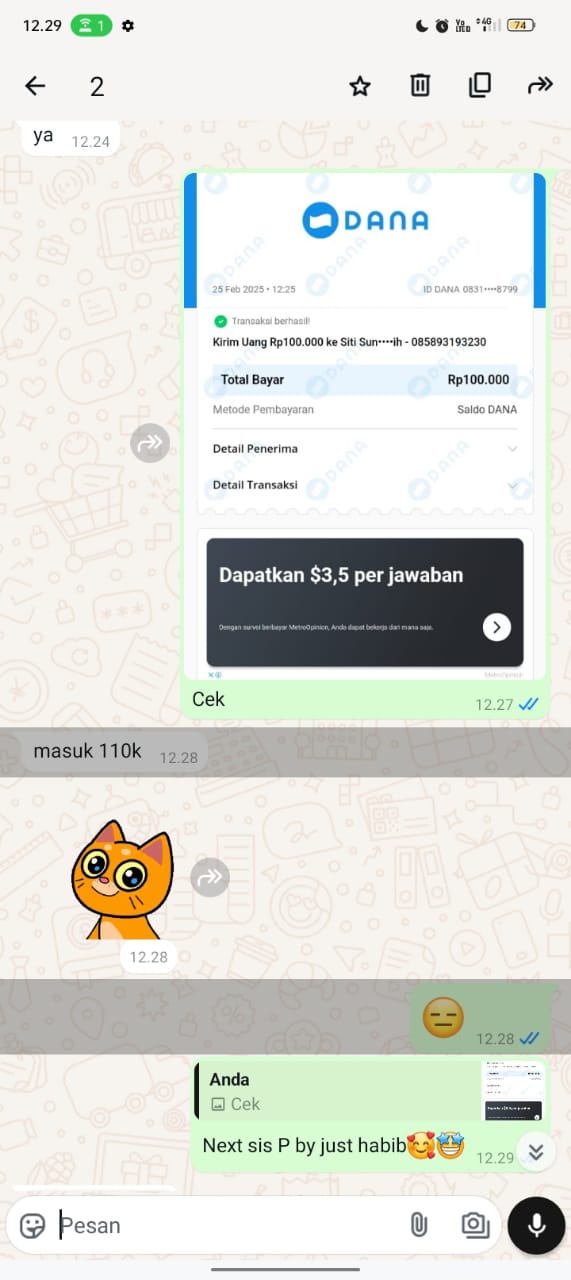 12.29
1
Yo
LTE D
4G
74
2
ya 12.24
DANA
25 Feb 2025 • 12:25 ID DANA 0831••••8799
Transaksi berhasil!
Kirim Uang Rp100.000 ke Siti Sun••••ih - 085893193230
Total Bayar Rp100.000
Metode Pembayaran Saldo DANA
Detail Penerima
Detail Transaksi
Dapatkan $3,5 per jawaban
Dengan survei berbayar MetroOpinion, Anda dapat bekerja dari mana saja.
MetroOpinion
Cek 12.27
masuk 110k 12.28
12.28
😑 12.28
Anda
Cek
Next sis P by just habib🥰🤩 12.29
Pesan